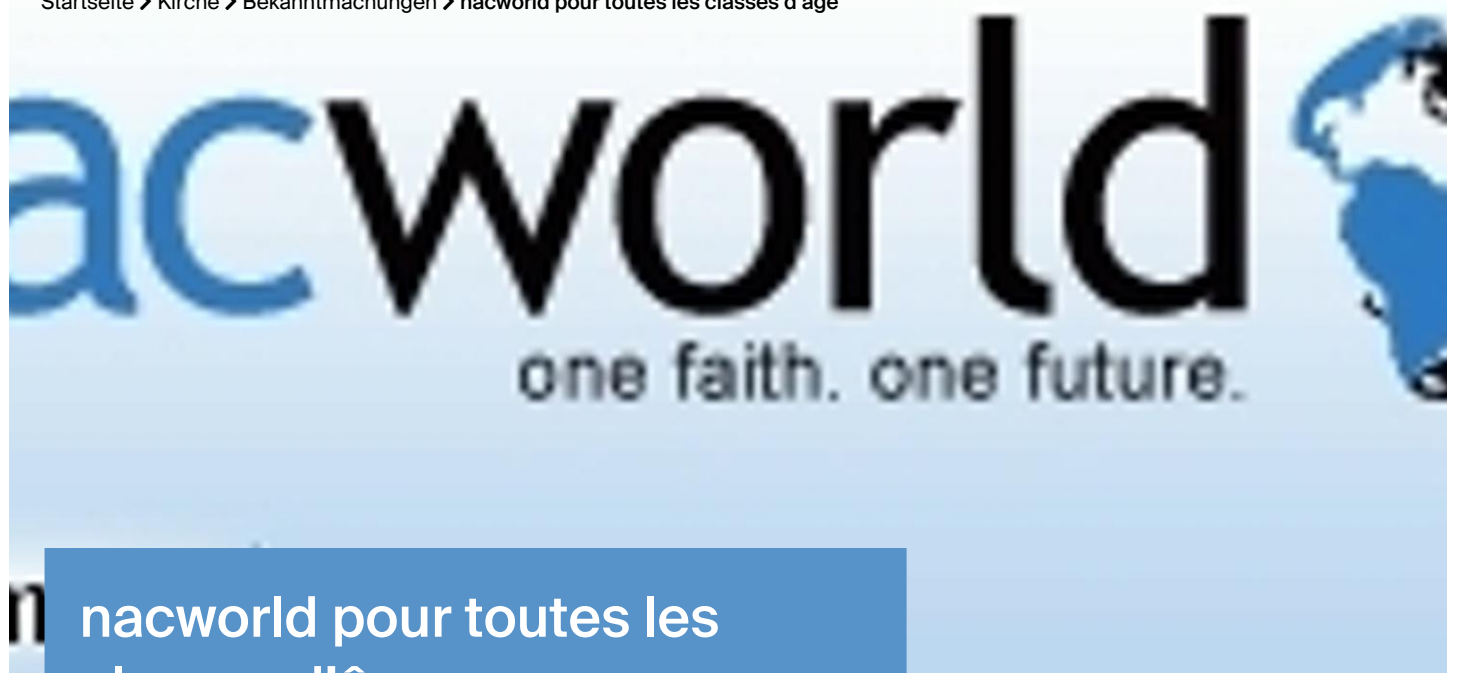 Startseite > Kirche > Bekanntmachungen > nacworld pour toutes les classes d'âge
acworld
one faith. one future.
nacworld pour toutes les